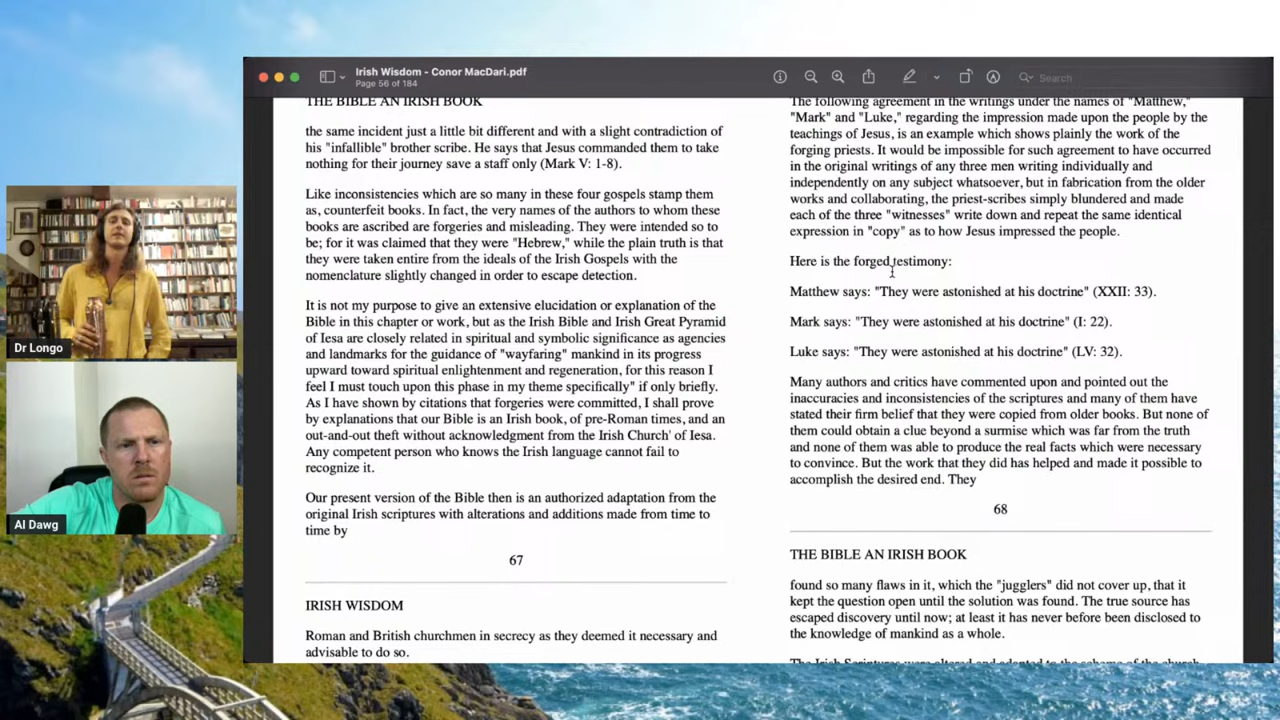 Irish Wisdom - Conor MacDari.pdf
Page 56 of 184
Search
THE BIBLE AN IRISH BOOK
the same incident just a little bit different and with a slight contradiction of
his "infallible" brother scribe. He says that Jesus commanded them to take
nothing for their journey save a staff only (Mark V: 1-8).
Like inconsistencies which are so many in these four gospels stamp them
as, counterfeit books. In fact, the very names of the authors to whom these
books are ascribed are forgeries and misleading. They were intended so to
be; for it was claimed that they were "Hebrew," while the plain truth is that
they were taken entire from the ideals of the Irish Gospels with the
nomenclature slightly changed in order to escape detection.
It is not my purpose to give an extensive elucidation or explanation of the
Bible in this chapter or work, but as the Irish Bible and Irish Great Pyramid
of Iesa are closely related in spiritual and symbolic significance as agencies
and landmarks for the guidance of "wayfaring" mankind in its progress
upward toward spiritual enlightenment and regeneration, for this reason I
feel I must touch upon this phase in my theme specifically" if only briefly.
As I have shown by citations that forgeries were committed, I shall prove
by explanations that our Bible is an Irish book, of pre-Roman times, and an
out-and-out theft without acknowledgment from the Irish Church' of Iesa.
Any competent person who knows the Irish language cannot fail to
recognize it.
Our present version of the Bible then is an authorized adaptation from the
original Irish scriptures with alterations and additions made from time to
time by
67
IRISH WISDOM
Roman and British churchmen in secrecy as they deemed it necessary and
advisable to do so.
The following agreement in the writings under the names of "Matthew,"
"Mark" and "Luke," regarding the impression made upon the people by the
teachings of Jesus, is an example which shows plainly the work of the
forging priests. It would be impossible for such agreement to have occurred
in the original writings of any three men writing individually and
independently on any subject whatsoever, but in fabrication from the older
works and collaborating, the priest-scribes simply blundered and made
each of the three "witnesses" write down and repeat the same identical
expression in "copy" as to how Jesus impressed the people.
Here is the forged testimony:
Matthew says: "They were astonished at his doctrine" (XXII: 33).
Mark says: "They were astonished at his doctrine" (I: 22).
Luke says: "They were astonished at his doctrine" (LV: 32).
Many authors and critics have commented upon and pointed out the
inaccuracies and inconsistencies of the scriptures and many of them have
stated their firm belief that they were copied from older books. But none of
them could obtain a clue beyond a surmise which was far from the truth
and none of them was able to produce the real facts which were necessary
to convince. But the work that they did has helped and made it possible to
accomplish the desired end. They
68
THE BIBLE AN IRISH BOOK
found so many flaws in it, which the "jugglers" did not cover up, that it
kept the question open until the solution was found. The true source has
escaped discovery until now; at least it has never before been disclosed to
the knowledge of mankind as a whole.
The Irish Scriptures were altered and adapted to the scheme of the church
Dr Longo
Al Dawg